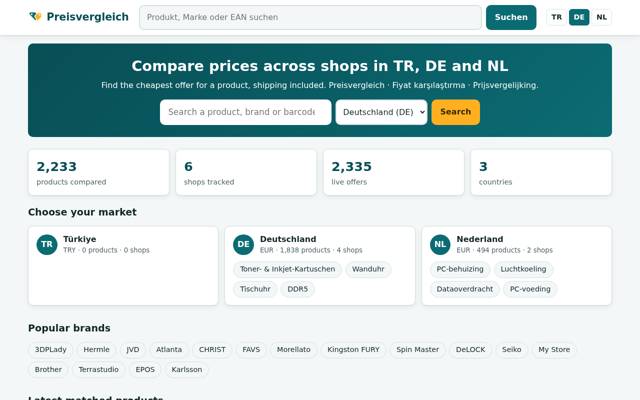 Preisvergleich
Produkt, Marke oder EAN suchen
Suchen
TR DE NL
Compare prices across shops in TR, DE and NL
Find the cheapest offer for a product, shipping included. Preisvergleich · Fiyat karşılaştırma · Prijsvergelijking.
Search a product, brand or barcode
Deutschland (DE)
Search
2,233
products compared
6
shops tracked
2,335
live offers
3
countries
Choose your market
TR
Türkiye
TRY · 0 products · 0 shops
DE
Deutschland
EUR · 1,838 products · 4 shops
Toner- & Inkjet-Kartuschen Wanduhr
Tischuhr DDR5
NL
Nederland
EUR · 494 products · 2 shops
PC-behuizing Luchtkoeling
Dataoverdracht PC-voeding
Popular brands
3DPLady Hermle JVD Atlanta CHRIST FAVS Morellato Kingston FURY Spin Master DeLOCK Seiko My Store
Brother Terrastudio EPOS Karlsson
Latest matched products